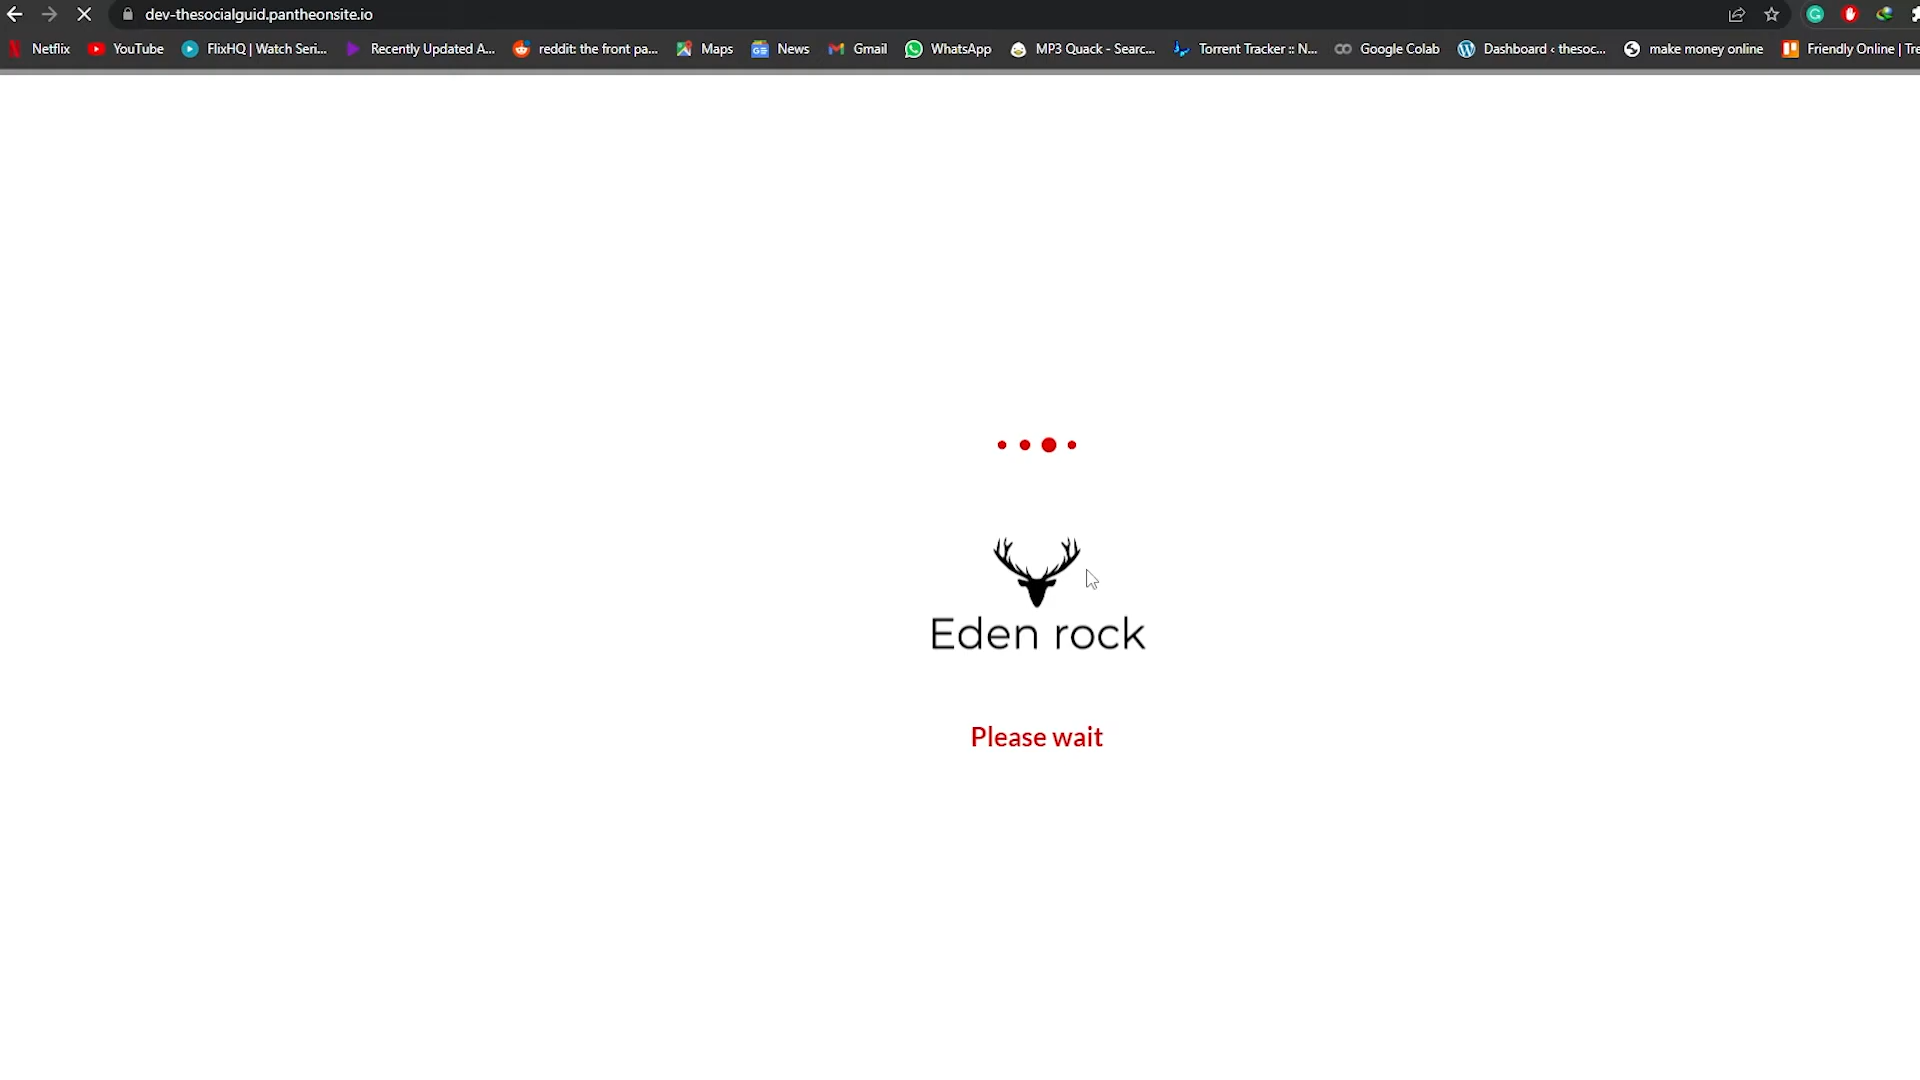 dev-thesocialguid.pantheonsite.io
Netflix YouTube FlixHQ | Watch Seri... Recently Updated A... reddit: the front pa... Maps News Gmail WhatsApp MP3 Quack - Searc... Torrent Tracker :: N... Google Colab Dashboard ‹ thesoc... make money online Friendly Online | Tre
Eden rock
Please wait